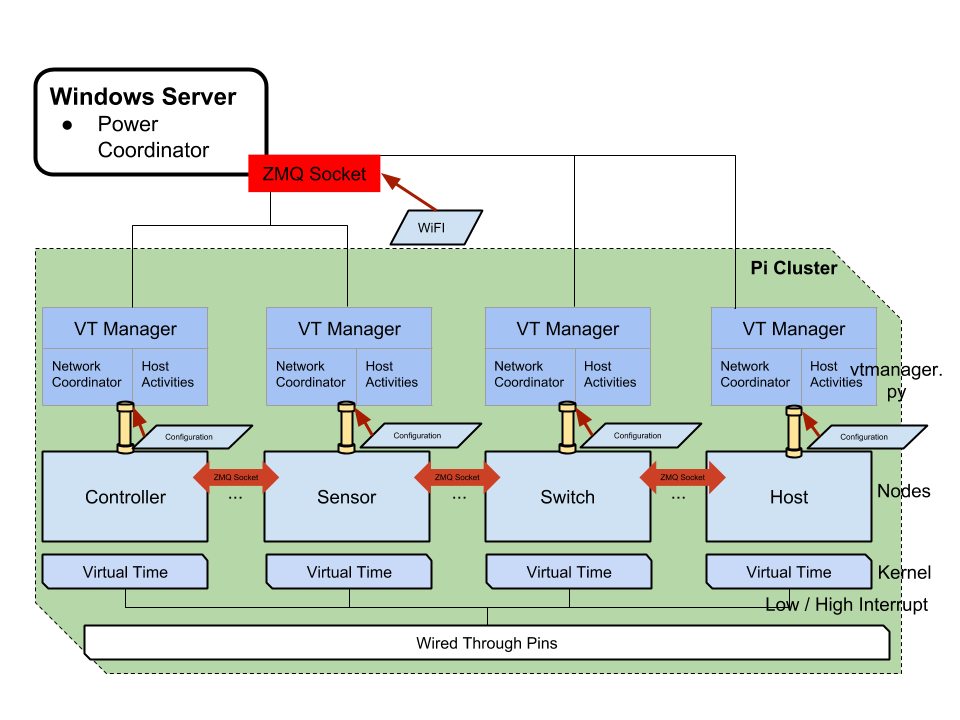 Windows Server
● Power
Coordinator
ZMQ Socket
WiFI
Pi Cluster
VT Manager
VT Manager
VT Manager
VT Manager
Network
Coordinator
Host
Activities
Network
Coordinator
Host
Activities
Network
Coordinator
Host
Activities
Network
Coordinator
Host
Activities
vtmanager.
py
Configuration
Configuration
Configuration
Configuration
Controller
ZMQ Socket
...
Sensor
ZMQ Socket
...
Switch
ZMQ Socket
...
Host
Nodes
Virtual Time
Virtual Time
Virtual Time
Virtual Time
Kernel
Low / High Interrupt
Wired Through Pins